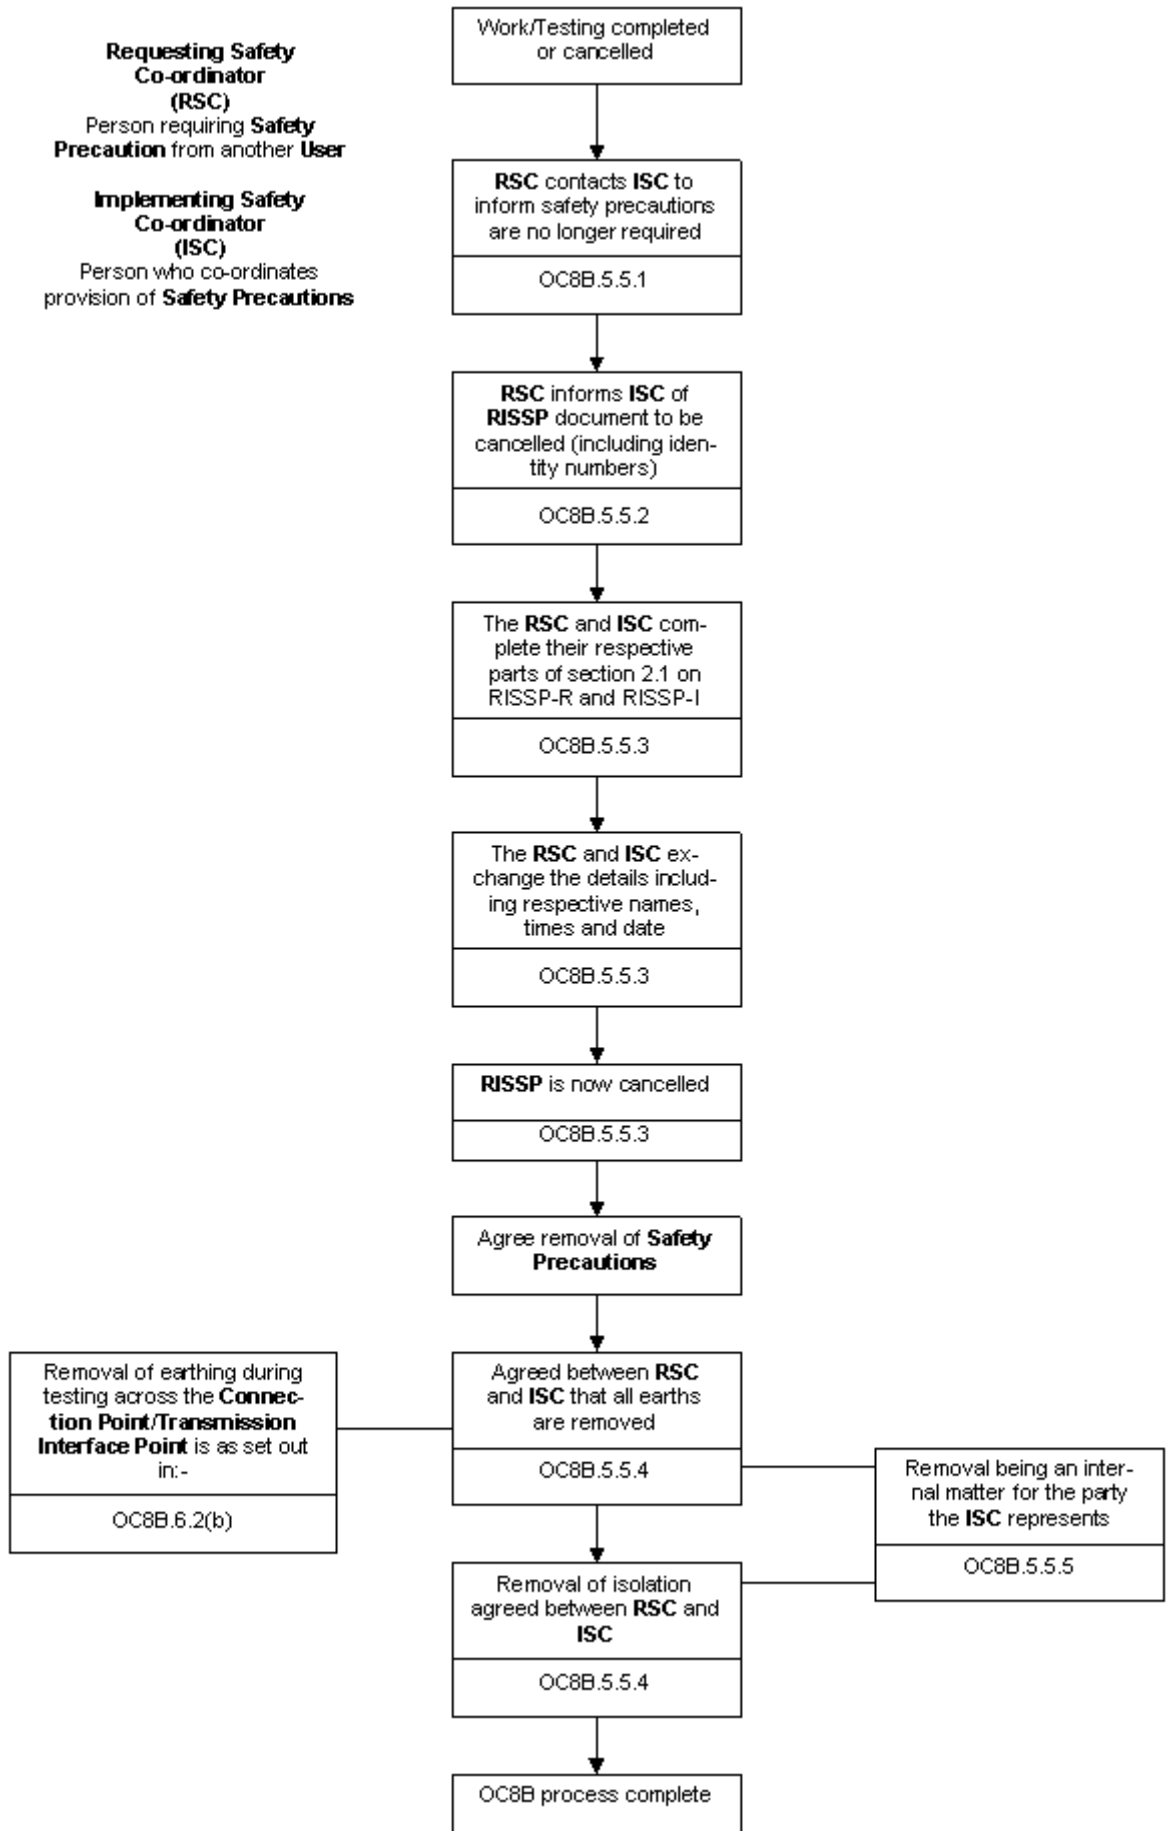 Requesting Safety
Co-ordinator
(RSC)
Person requiring Safety
Precaution from another User
Implementing Safety
Co-ordinator
(ISC)
Person who co-ordinates
provision of Safety Precautions
Work/Testing completed
or cancelled
RSC contacts ISC to
inform safety precautions
are no longer required
OC8B.5.5.1
RSC informs ISC of
RISSP document to be
cancelled (including iden-
tity numbers)
OC8B.5.5.2
The RSC and ISC com-
plete their respective
parts of section 2.1 on
RISSP-R and RISSP-I
OC8B.5.5.3
The RSC and ISC ex-
change the details includ-
ing respective names,
times and date
OC8B.5.5.3
RISSP is now cancelled
OC8B.5.5.3
Agree removal of Safety
Precautions
Removal of earthing during
testing across the Connec-
tion Point/Transmission
Interface Point is as set out
in:-
OC8B.6.2(b)
Agreed between RSC
and ISC that all earths
are removed
OC8B.5.5.4
Removal being an inter-
nal matter for the party
the ISC represents
OC8B.5.5.5
Removal of isolation
agreed between RSC and
ISC
OC8B.5.5.4
OC8B process complete